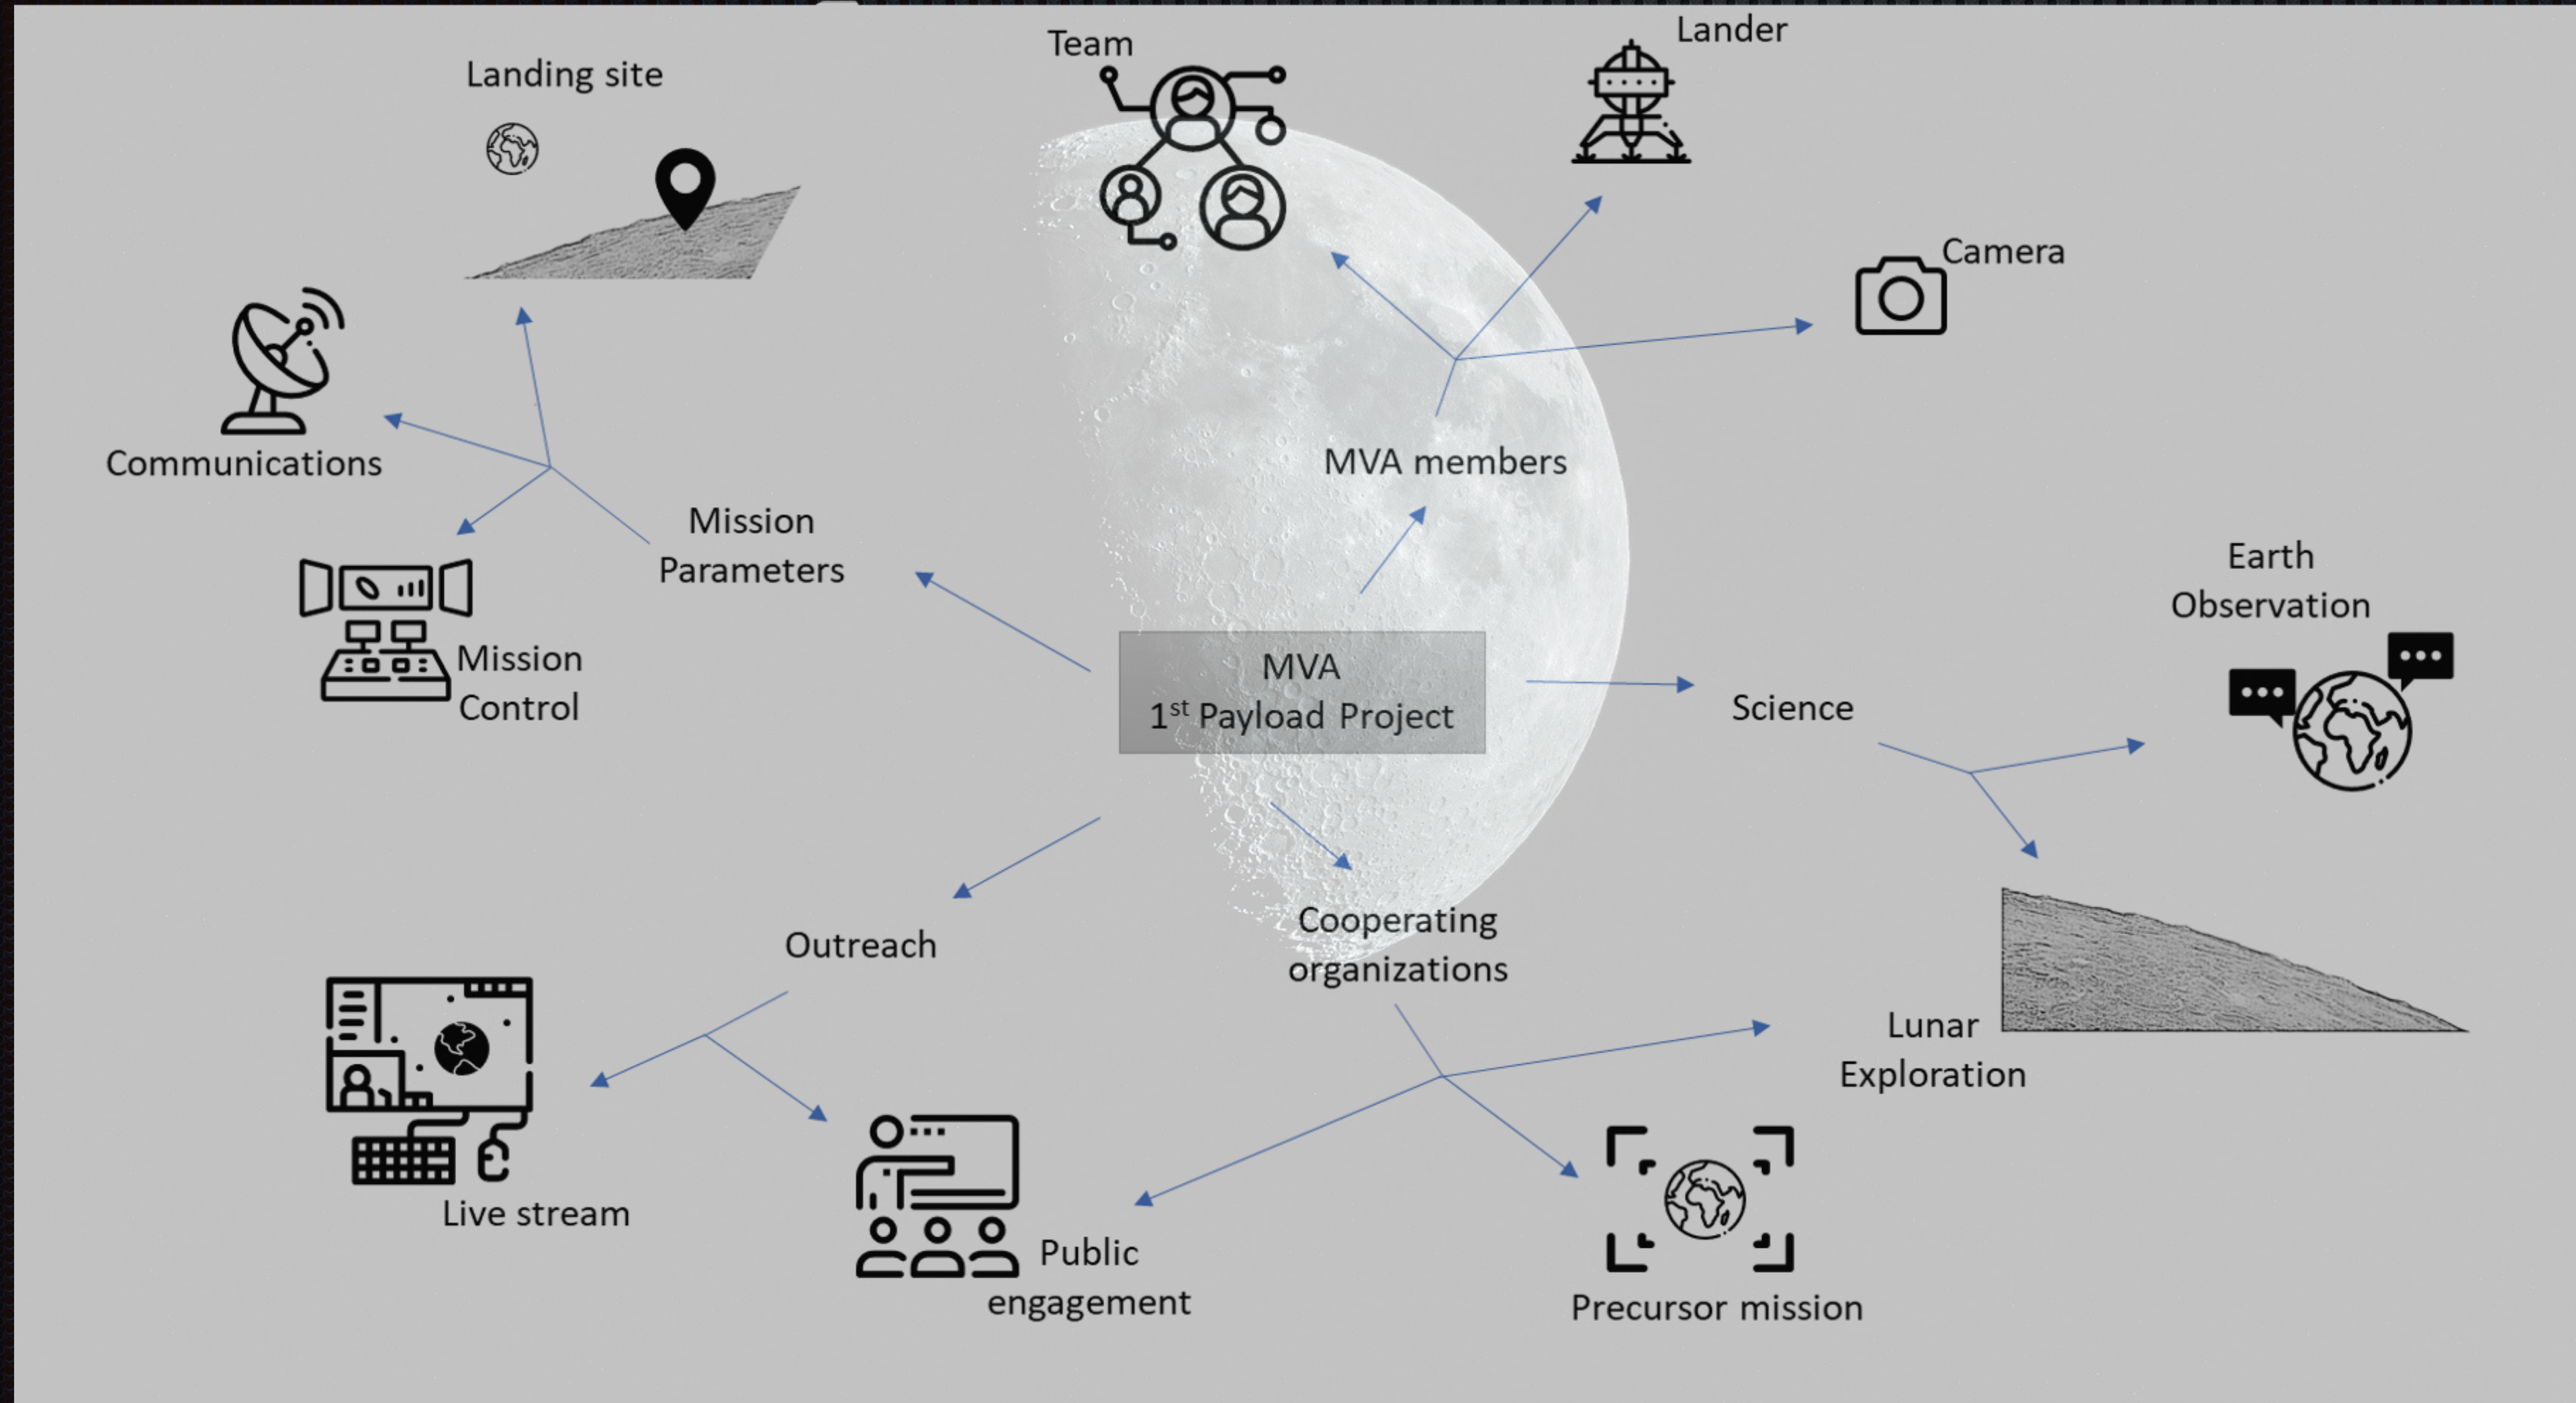 Team
Lander
Landing site
Camera
Communications
MVA members
Mission
Parameters
Earth
Observation
Mission
Control
MVA
1st Payload Project
Science
Outreach
Cooperating
organizations
Lunar
Exploration
Live stream
Public
engagement
Precursor mission